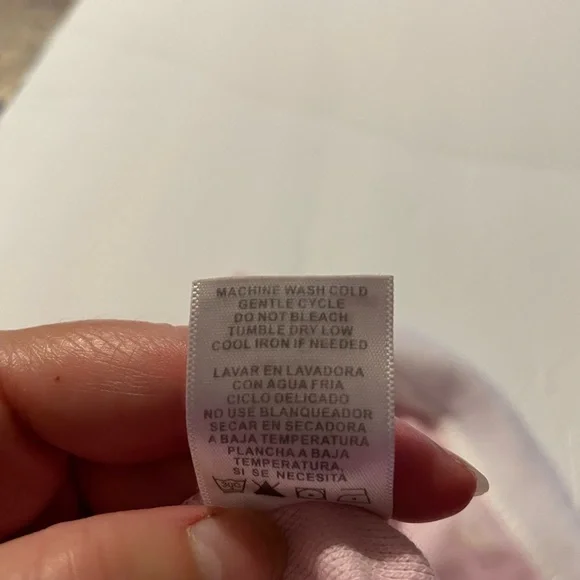 MACHINE WASH COLD
GENTLE CYCLE
DO NOT BLEACH
TUMBLE DRY LOW
COOL IRON IF NEEDED
LAVAR EN LAVADORA
CON AGUA FRIA
CICLO DELICADO
NO USE BLANQUEADOR
SECAR EN SECADORA
A BAJA TEMPERATURA
PLANCHA A BAJA
TEMPERATURA,
SI SE NECESITA